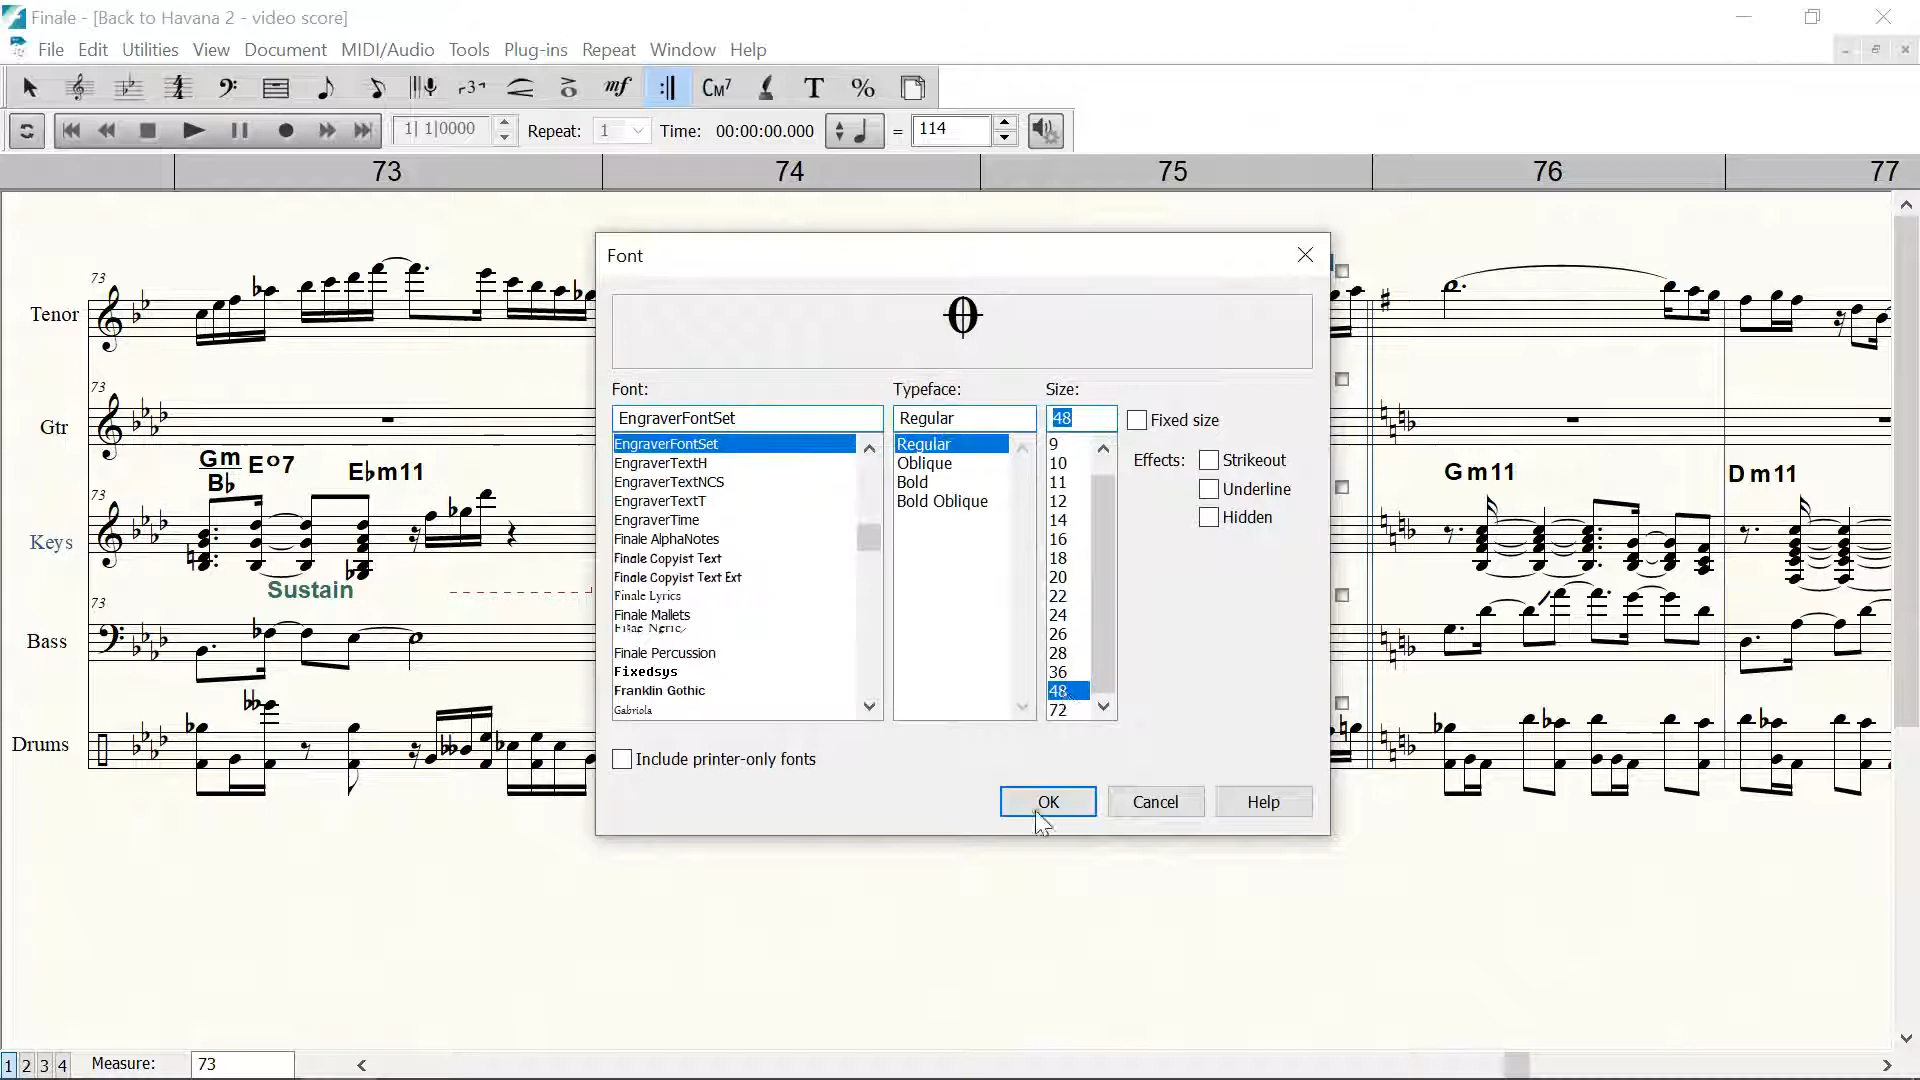 Finale - [Back to Havana 2 - video score]
File Edit Utilities View Document MIDI/Audio Tools Plug-ins Repeat Window Help
mf CM7 T %
1| 1|0000 Repeat: 1 Time: 00:00:00.000 = 114
73 74 75 76 77
Font
Font: Typeface: Size:
EngraverFontSet Regular 48 Fixed size
EngraverFontSet
EngraverTextH
EngraverTextNCS
EngraverTextT
EngraverTime
Finale AlphaNotes
Finale Copyist Text
Finale Copyist Text Ext
Finale Lyrics
Finale Mallets
Finale Percussion
Fixedsys
Franklin Gothic
Gabriola
Regular
Oblique
Bold
Bold Oblique
9
10
11
12
14
16
18
20
22
24
26
28
36
48
72
Effects: Strikeout
Underline
Hidden
Include printer-only fonts
OK Cancel Help
73
Tenor
73
Gtr
Gm E°7 E♭m11
B♭
73
Keys
Sustain
Gm11 Dm11
73
Bass
Drums
1 2 3 4 Measure: 73